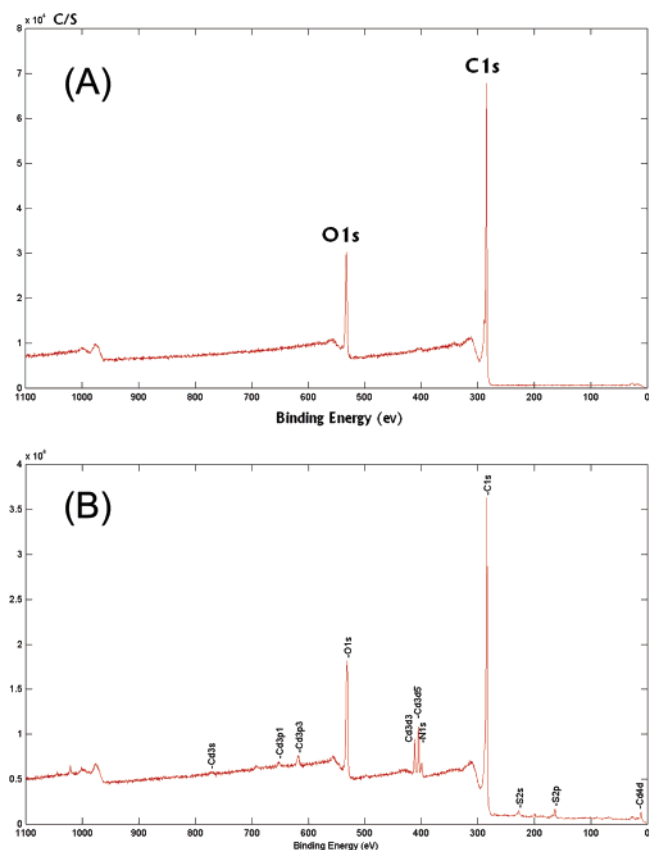 x 10⁴ C/S
8
(A)
C1s
7
6
5
4
O1s
3
2
1
0
1100 1000 900 800 700 600 500 400 300 200 100 0
Binding Energy (ev)
x 10⁴
4
(B)
-C1s
3.5
3
2.5
2
-O1s
1.5
Cd3d3
-Cd3d5
-N1s
1
-Cd3s
-Cd3p1
-Cd3p3
0.5
-S2s
-S2p
-Cd4d
0
1100 1000 900 800 700 600 500 400 300 200 100 0
Binding Energy (eV)